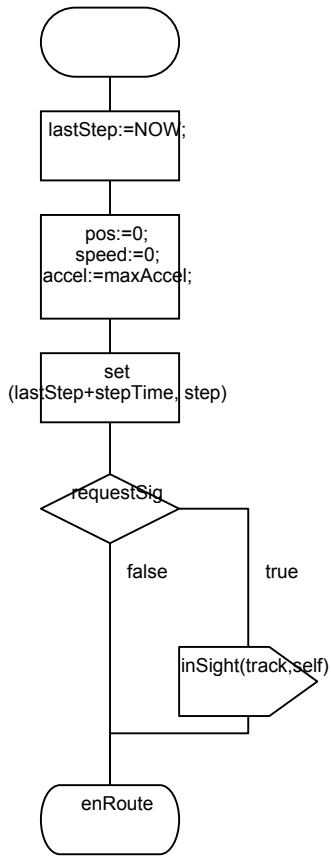 lastStep:=NOW;
pos:=0;
speed:=0;
accel:=maxAccel;
set
(lastStep+stepTime, step)
requestSig
false
true
inSight(track,self)
enRoute